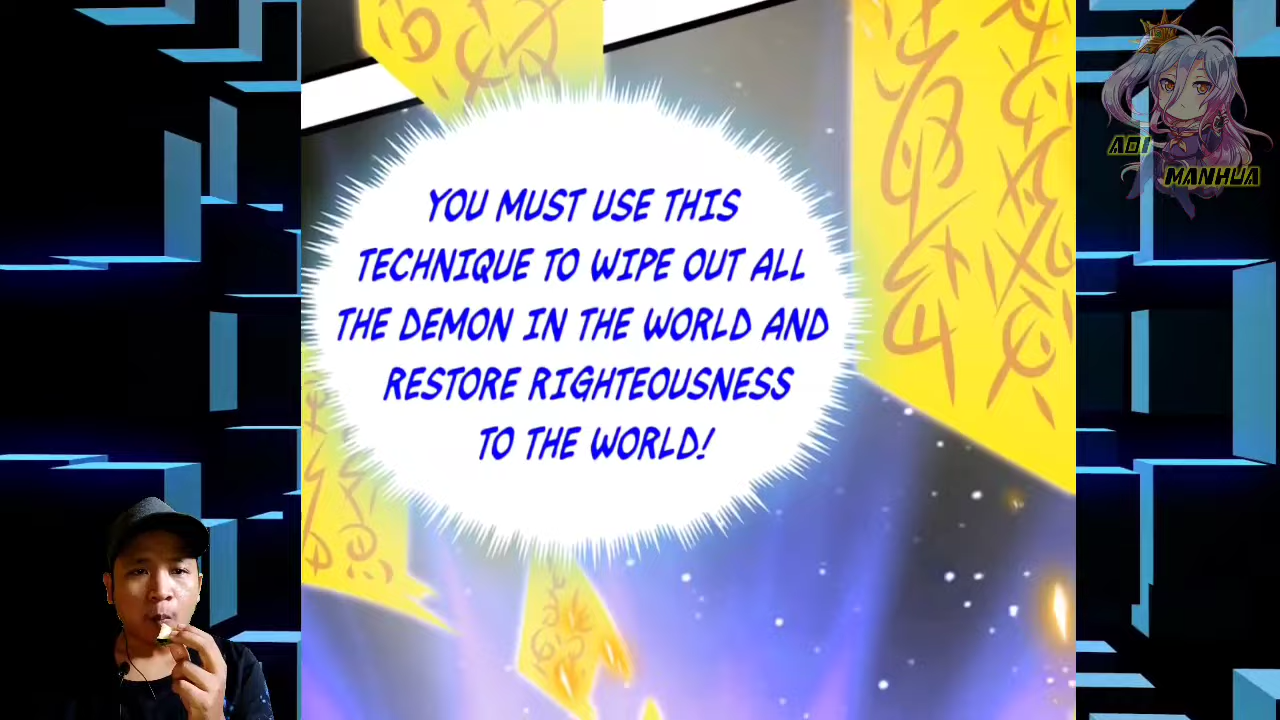 YOU MUST USE THIS
TECHNIQUE TO WIPE OUT ALL
THE DEMON IN THE WORLD AND
RESTORE RIGHTEOUSNESS
TO THE WORLD!
AOI
MANHUA